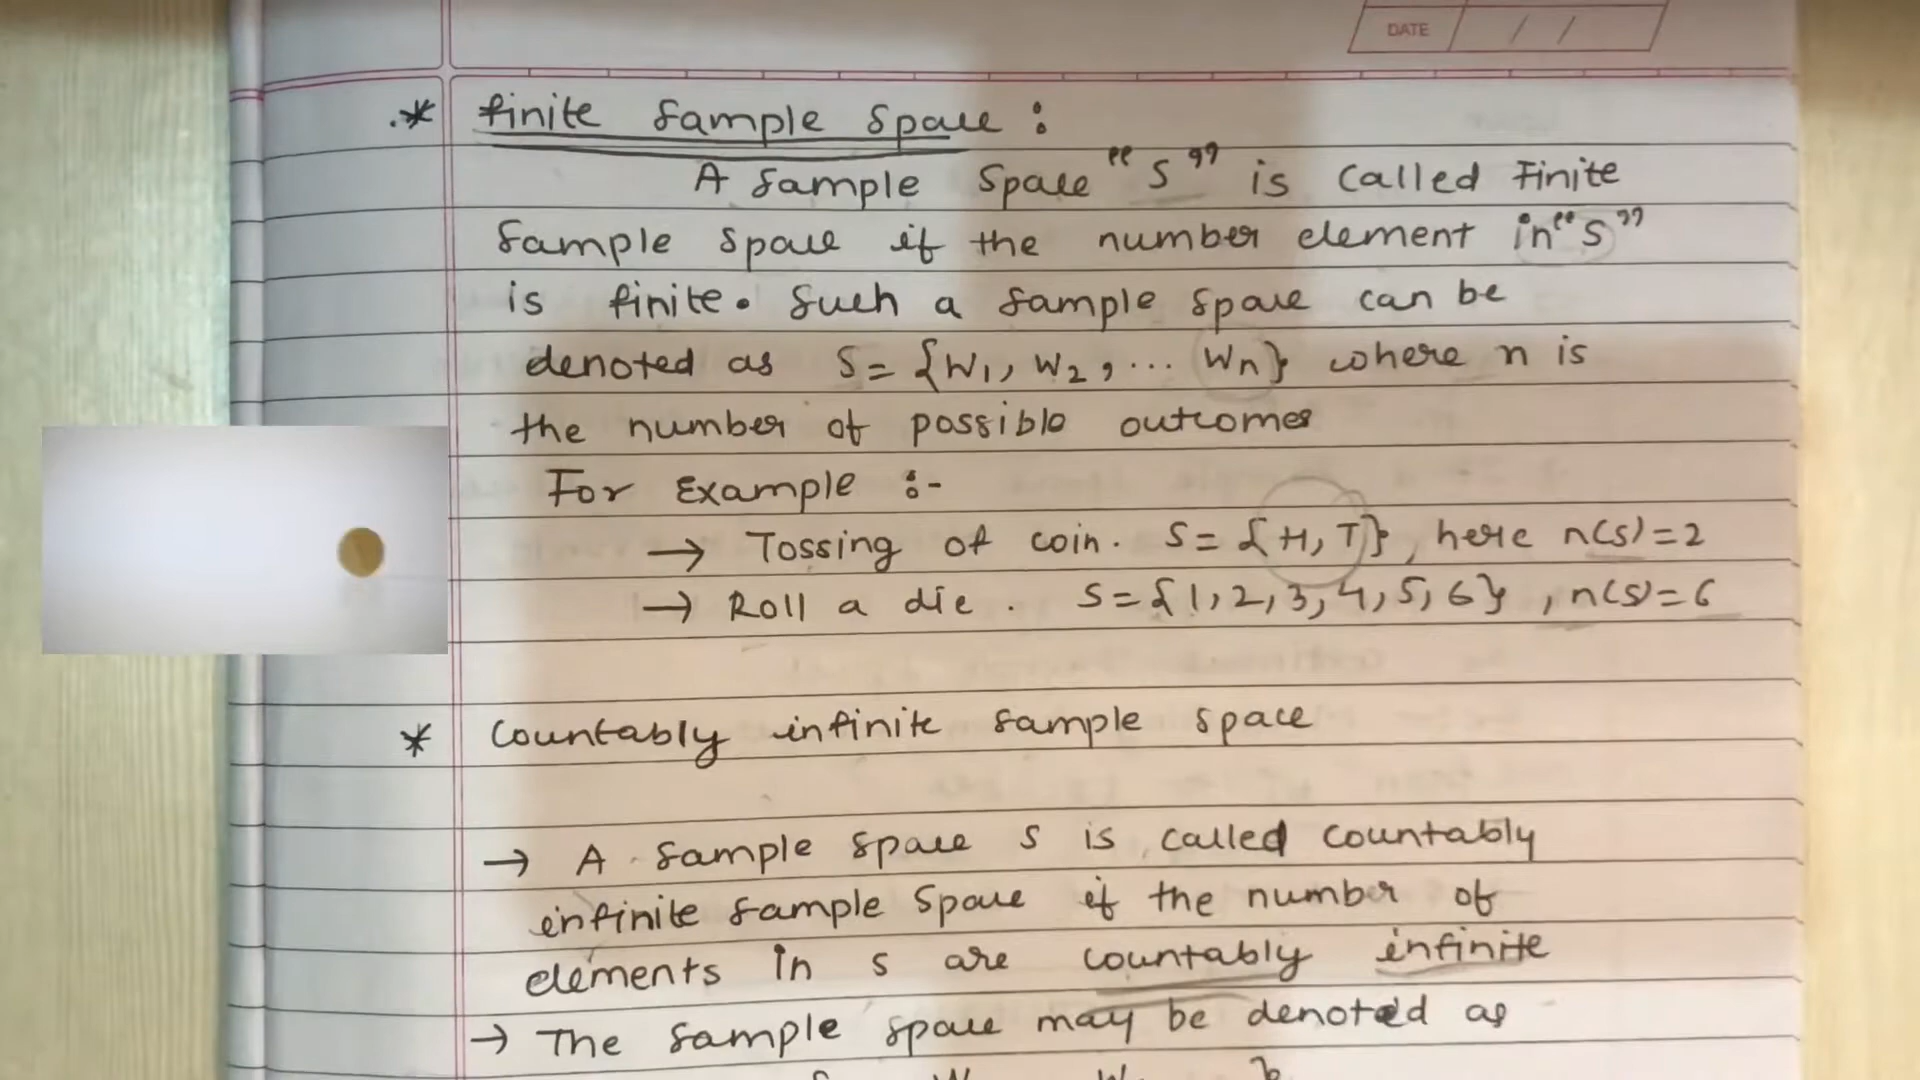 DATE / /
.* finite sample space :
A sample space "S" is called Finite
sample space if the number element in "S"
is finite. Such a sample space can be
denoted as S= {W1, W2, ... Wn} where n is
the number of possible outcomes
For Example :-
→ Tossing of coin. S= {H, T}, here n(s)=2
→ Roll a die. S={1,2,3,4,5,6}, n(s)=6
* Countably infinite sample space
→ A sample space S is called countably
infinite sample space if the number of
elements in s are countably infinite
→ The sample space may be denoted as